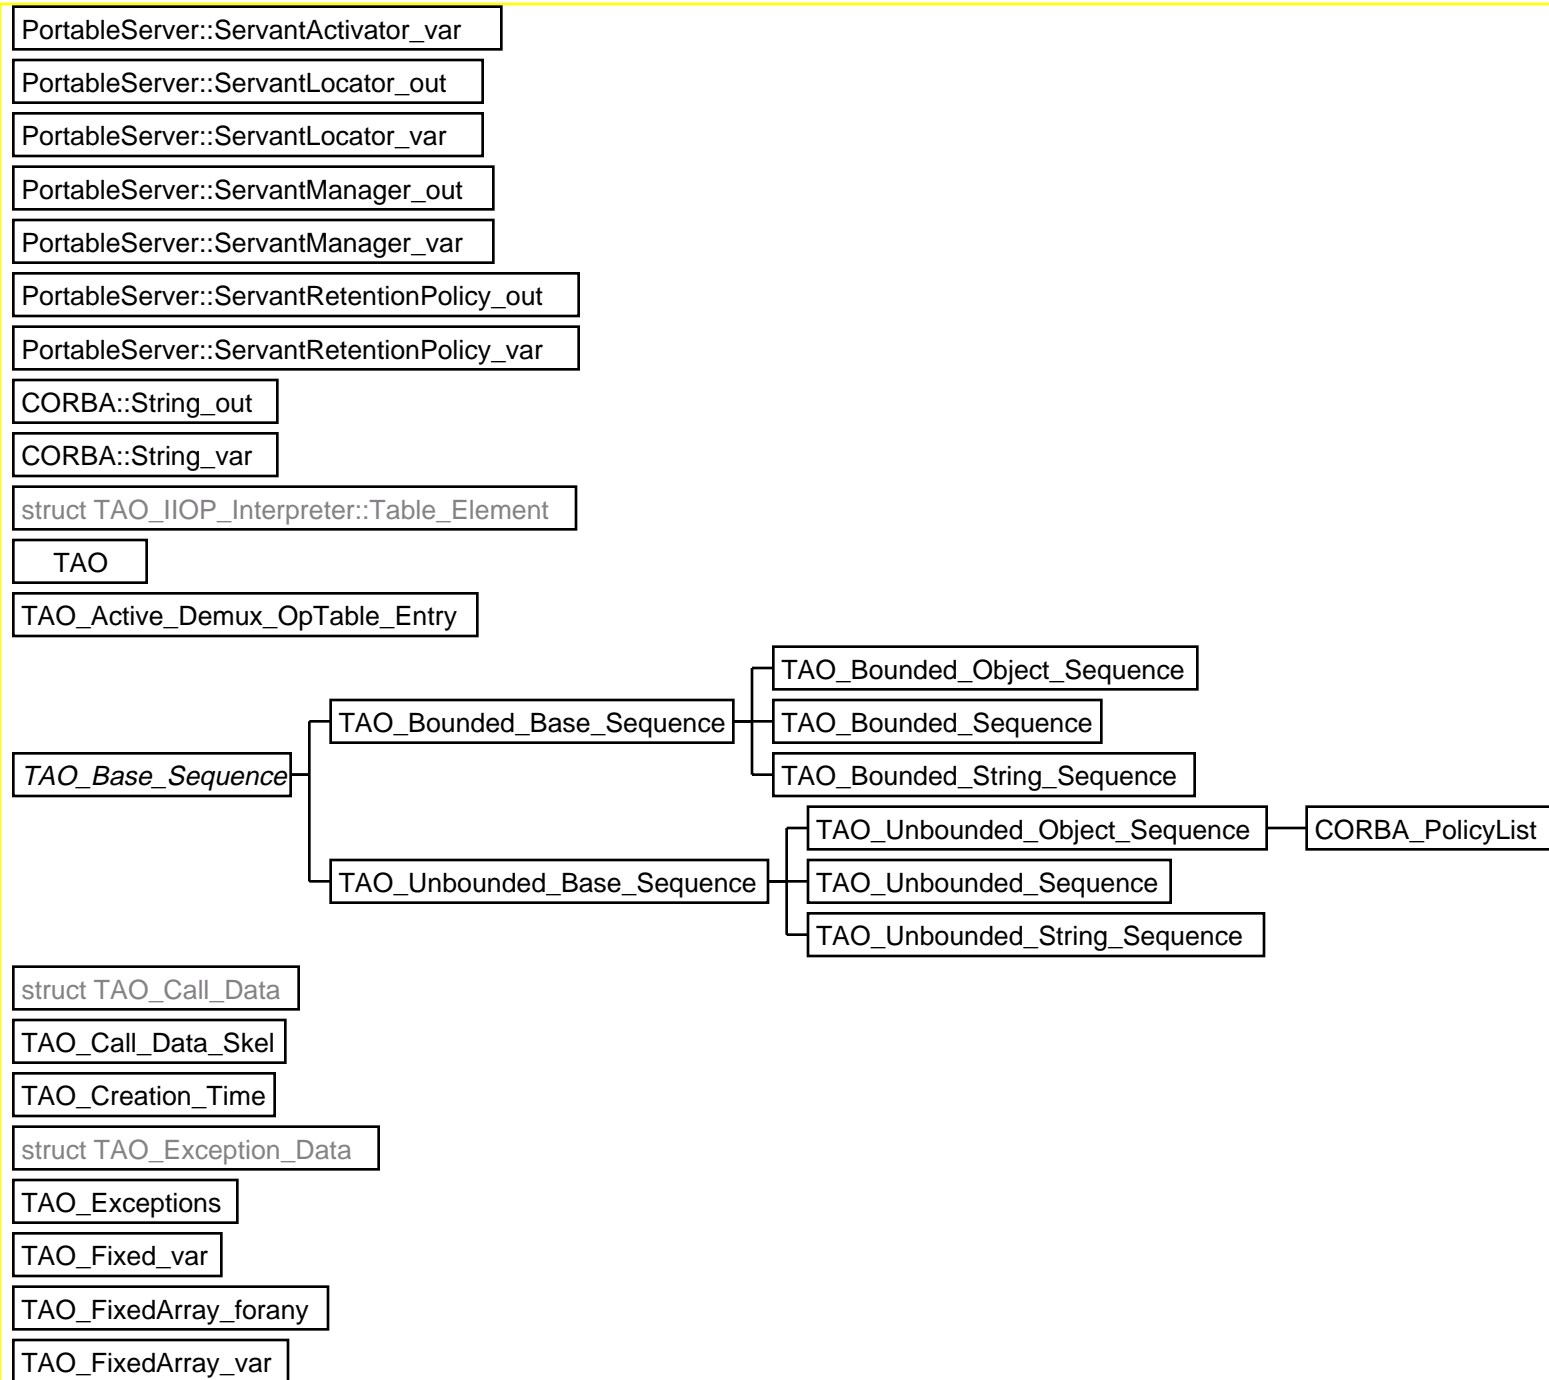 PortableServer::ServantActivator_var
PortableServer::ServantLocator_out
PortableServer::ServantLocator_var
PortableServer::ServantManager_out
PortableServer::ServantManager_var
PortableServer::ServantRetentionPolicy_out
PortableServer::ServantRetentionPolicy_var
CORBA::String_out
CORBA::String_var
struct TAO_IIOP_Interpreter::Table_Element
TAO
TAO_Active_Demux_OpTable_Entry
TAO_Bounded_Object_Sequence
TAO_Bounded_Base_Sequence
TAO_Bounded_Sequence
TAO_Base_Sequence
TAO_Bounded_String_Sequence
TAO_Unbounded_Object_Sequence
CORBA_PolicyList
TAO_Unbounded_Base_Sequence
TAO_Unbounded_Sequence
TAO_Unbounded_String_Sequence
struct TAO_Call_Data
TAO_Call_Data_Skel
TAO_Creation_Time
struct TAO_Exception_Data
TAO_Exceptions
TAO_Fixed_var
TAO_FixedArray_forany
TAO_FixedArray_var